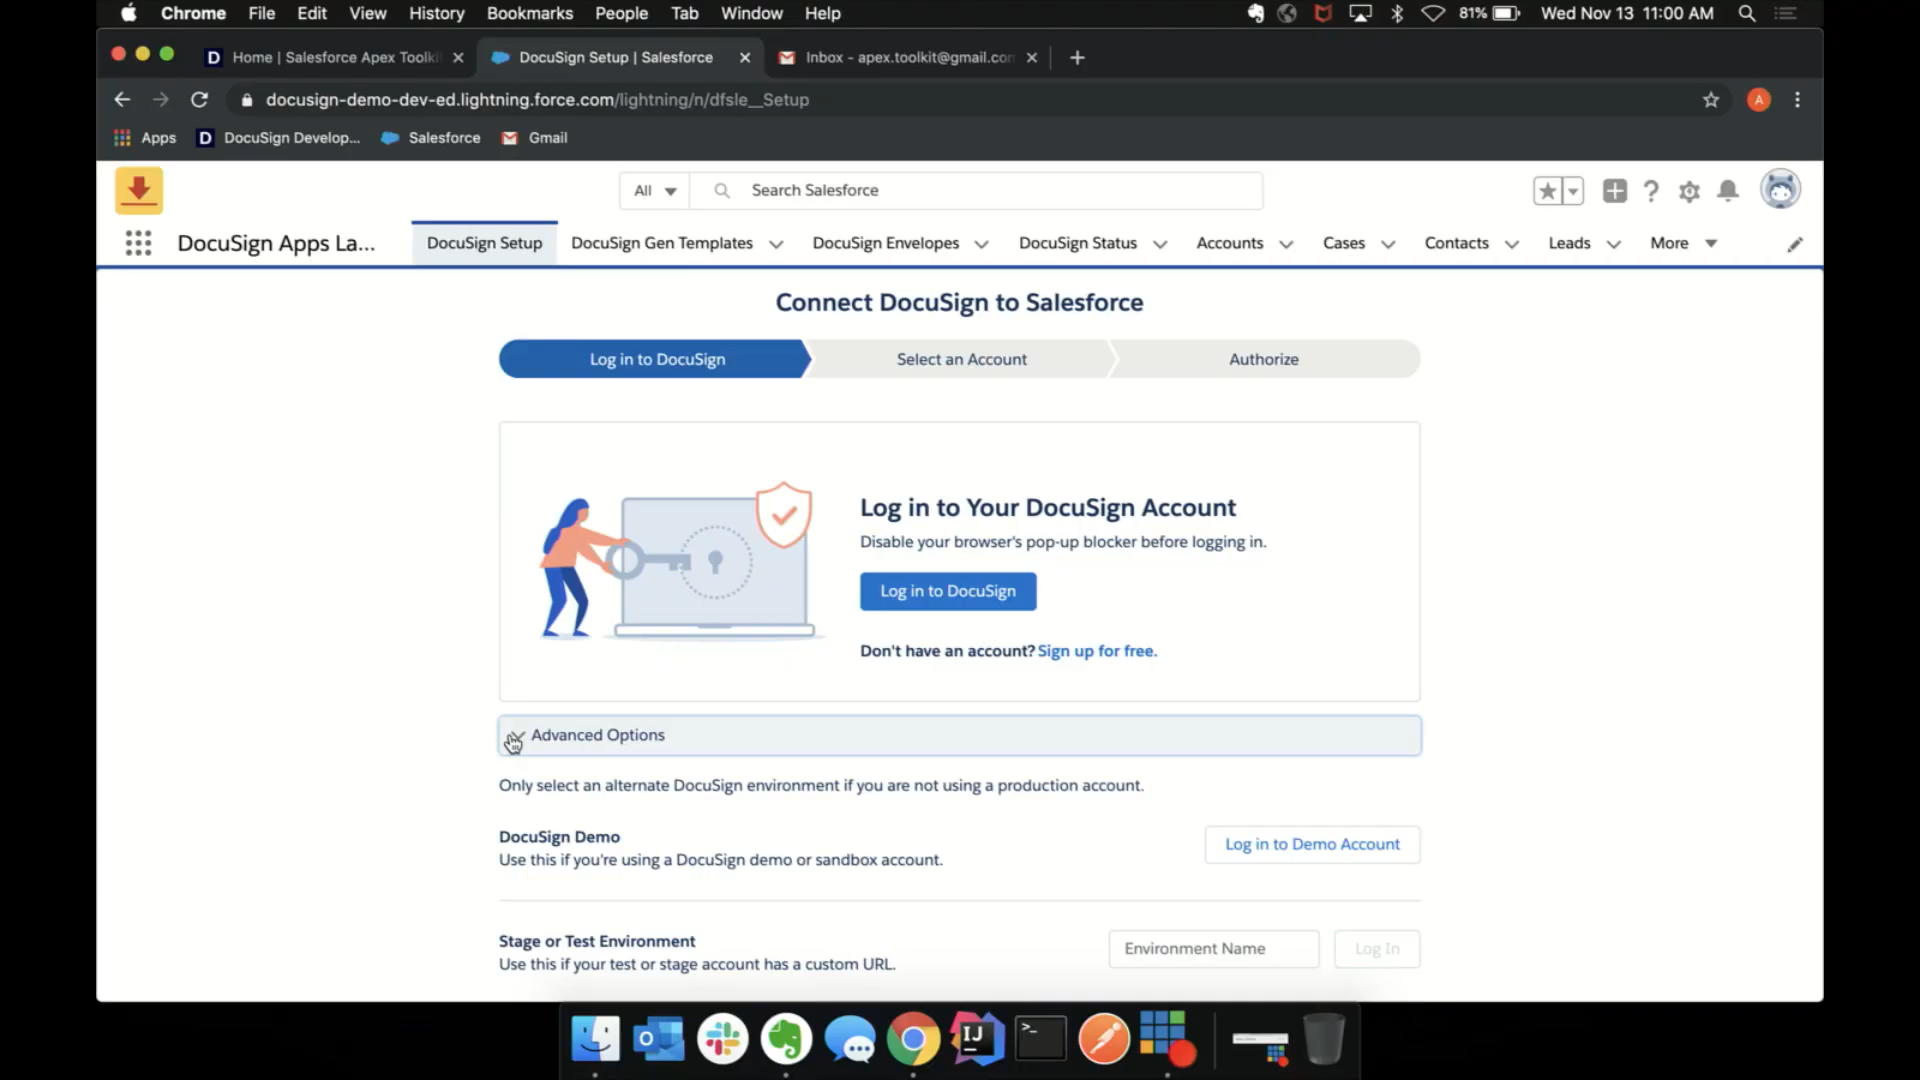 Chrome File Edit View History Bookmarks People Tab Window Help 81% Wed Nov 13 11:00 AM
D Home | Salesforce Apex Toolki DocuSign Setup | Salesforce Inbox - apex.toolkit@gmail.con
docusign-demo-dev-ed.lightning.force.com/lightning/n/dfsle__Setup A
Apps D DocuSign Develop... Salesforce Gmail
All Search Salesforce
DocuSign Apps La... DocuSign Setup DocuSign Gen Templates DocuSign Envelopes DocuSign Status Accounts Cases Contacts Leads More
Connect DocuSign to Salesforce
Log in to DocuSign Select an Account Authorize
Log in to Your DocuSign Account
Disable your browser's pop-up blocker before logging in.
Log in to DocuSign
Don't have an account? Sign up for free.
Advanced Options
Only select an alternate DocuSign environment if you are not using a production account.
DocuSign Demo
Use this if you're using a DocuSign demo or sandbox account.
Log in to Demo Account
Stage or Test Environment
Use this if your test or stage account has a custom URL.
Environment Name Log In
IJ